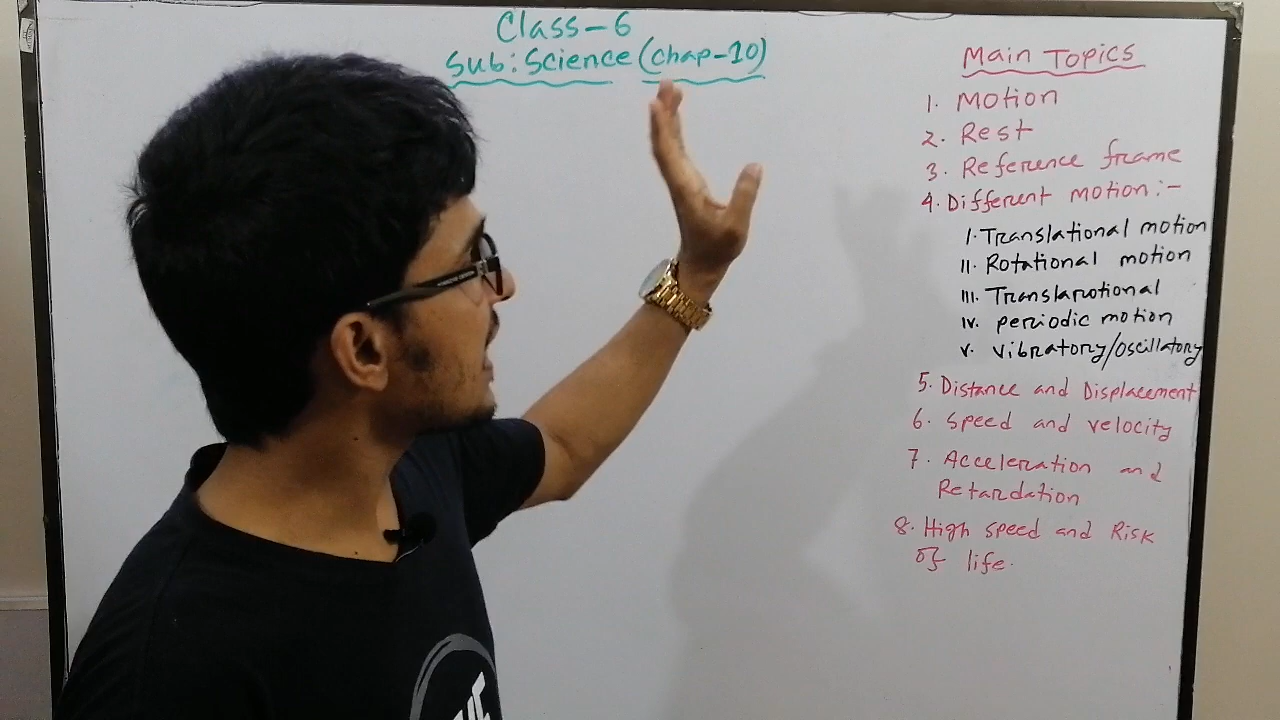 Class-6
Sub: Science (chap-10)
Main Topics
1. Motion
2. Rest
3. Reference frame
4. Different motion:-
I. Translational motion
II. Rotational motion
III. Translarotional
IV. periodic motion
V. vibratory/oscillatory
5. Distance and Displacement
6. Speed and velocity
7. Acceleration and
Retardation
8. High speed and Risk
of life.